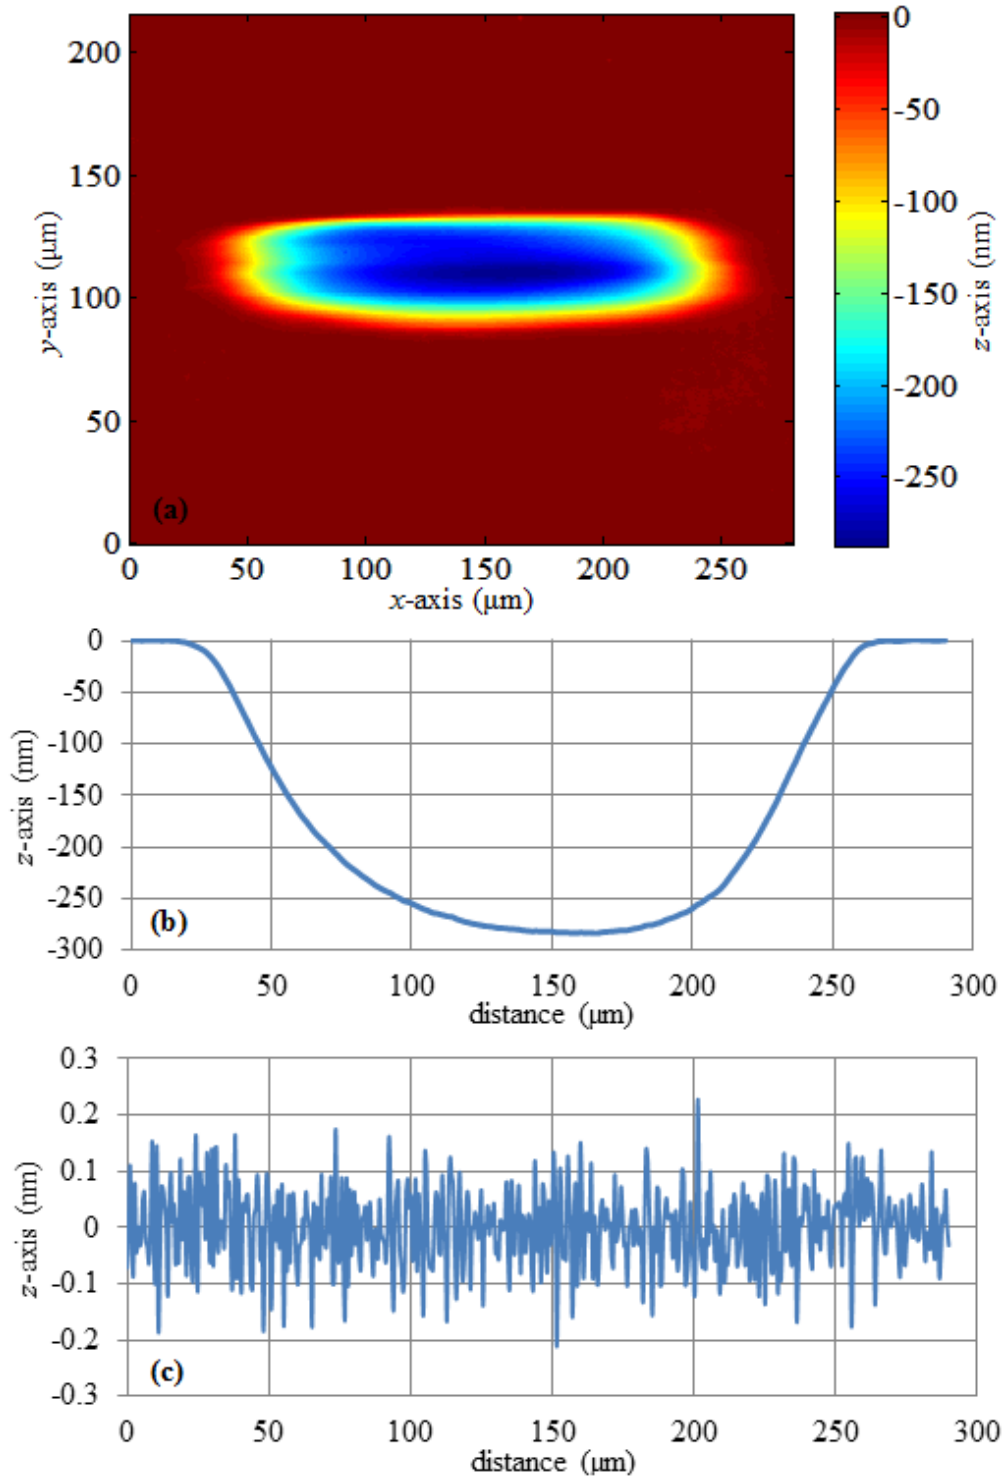 200
150
100
50
0
y-axis (μm)
(a)
0 50 100 150 200 250
x-axis (μm)
0
-50
-100
-150
-200
-250
z-axis (nm)
0
-50
-100
-150
-200
-250
-300
z-axis (nm)
(b)
0 50 100 150 200 250 300
distance (μm)
0.3
0.2
0.1
0
-0.1
-0.2
-0.3
z-axis (nm)
(c)
0 50 100 150 200 250 300
distance (μm)